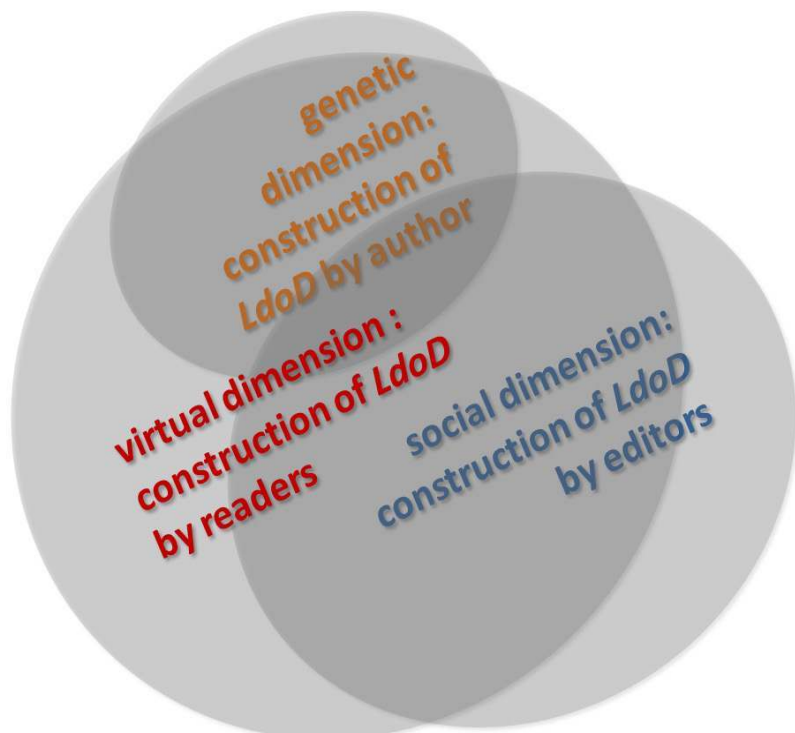 genetic
dimension:
construction of
LdoD by author
virtual dimension :
construction of LdoD
by readers
social dimension:
construction of LdoD
by editors